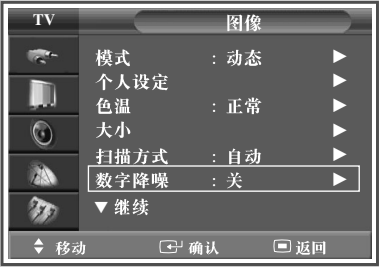 TV 图像
模式 : 动态 ▶
个人设定 ▶
色温 : 正常 ▶
大小 ▶
扫描方式 : 自动 ▶
数字降噪 : 关 ▶
▼继续
移动 确认 返回